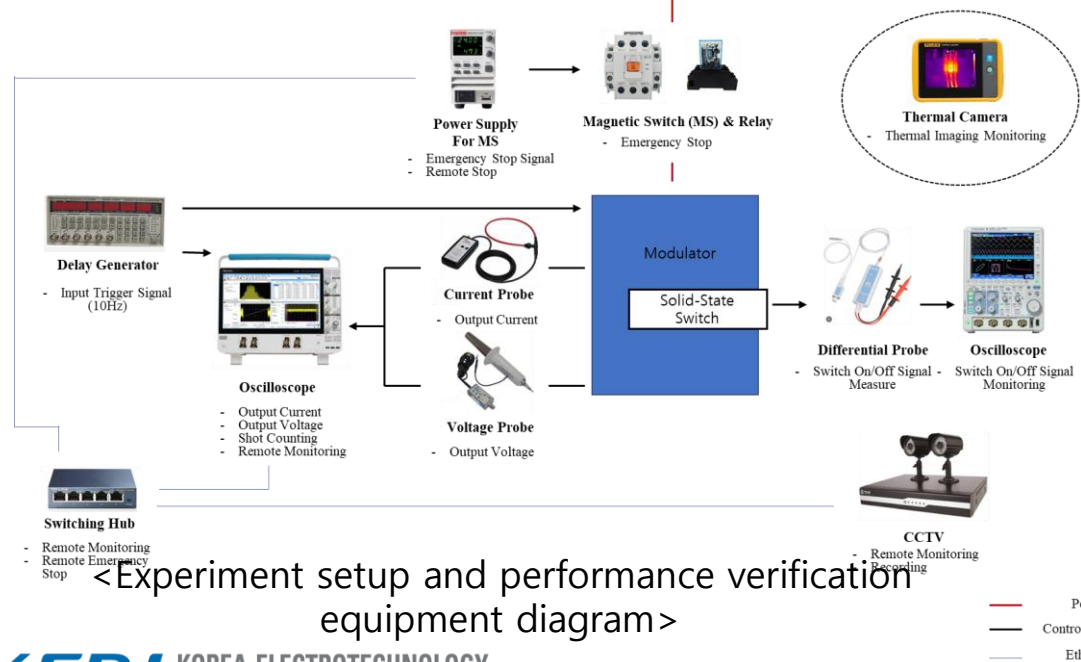 Power Supply
For MS
- Emergency Stop Signal
- Remote Stop
Magnetic Switch (MS) & Relay
- Emergency Stop
Thermal Camera
- Thermal Imaging Monitoring
Delay Generator
- Input Trigger Signal
(10Hz)
Oscilloscope
- Output Current
- Output Voltage
- Shot Counting
- Remote Monitoring
Current Probe
- Output Current
Voltage Probe
- Output Voltage
Modulator
Solid-State
Switch
Differential Probe
- Switch On/Off Signal
Measure
Oscilloscope
- Switch On/Off Signal
Monitoring
Switching Hub
- Remote Monitoring
- Remote Emergency
Stop
CCTV
- Remote Monitoring
Recording
<Experiment setup and performance verification
equipment diagram>
KOREA ELECTROTECHNOLOGY